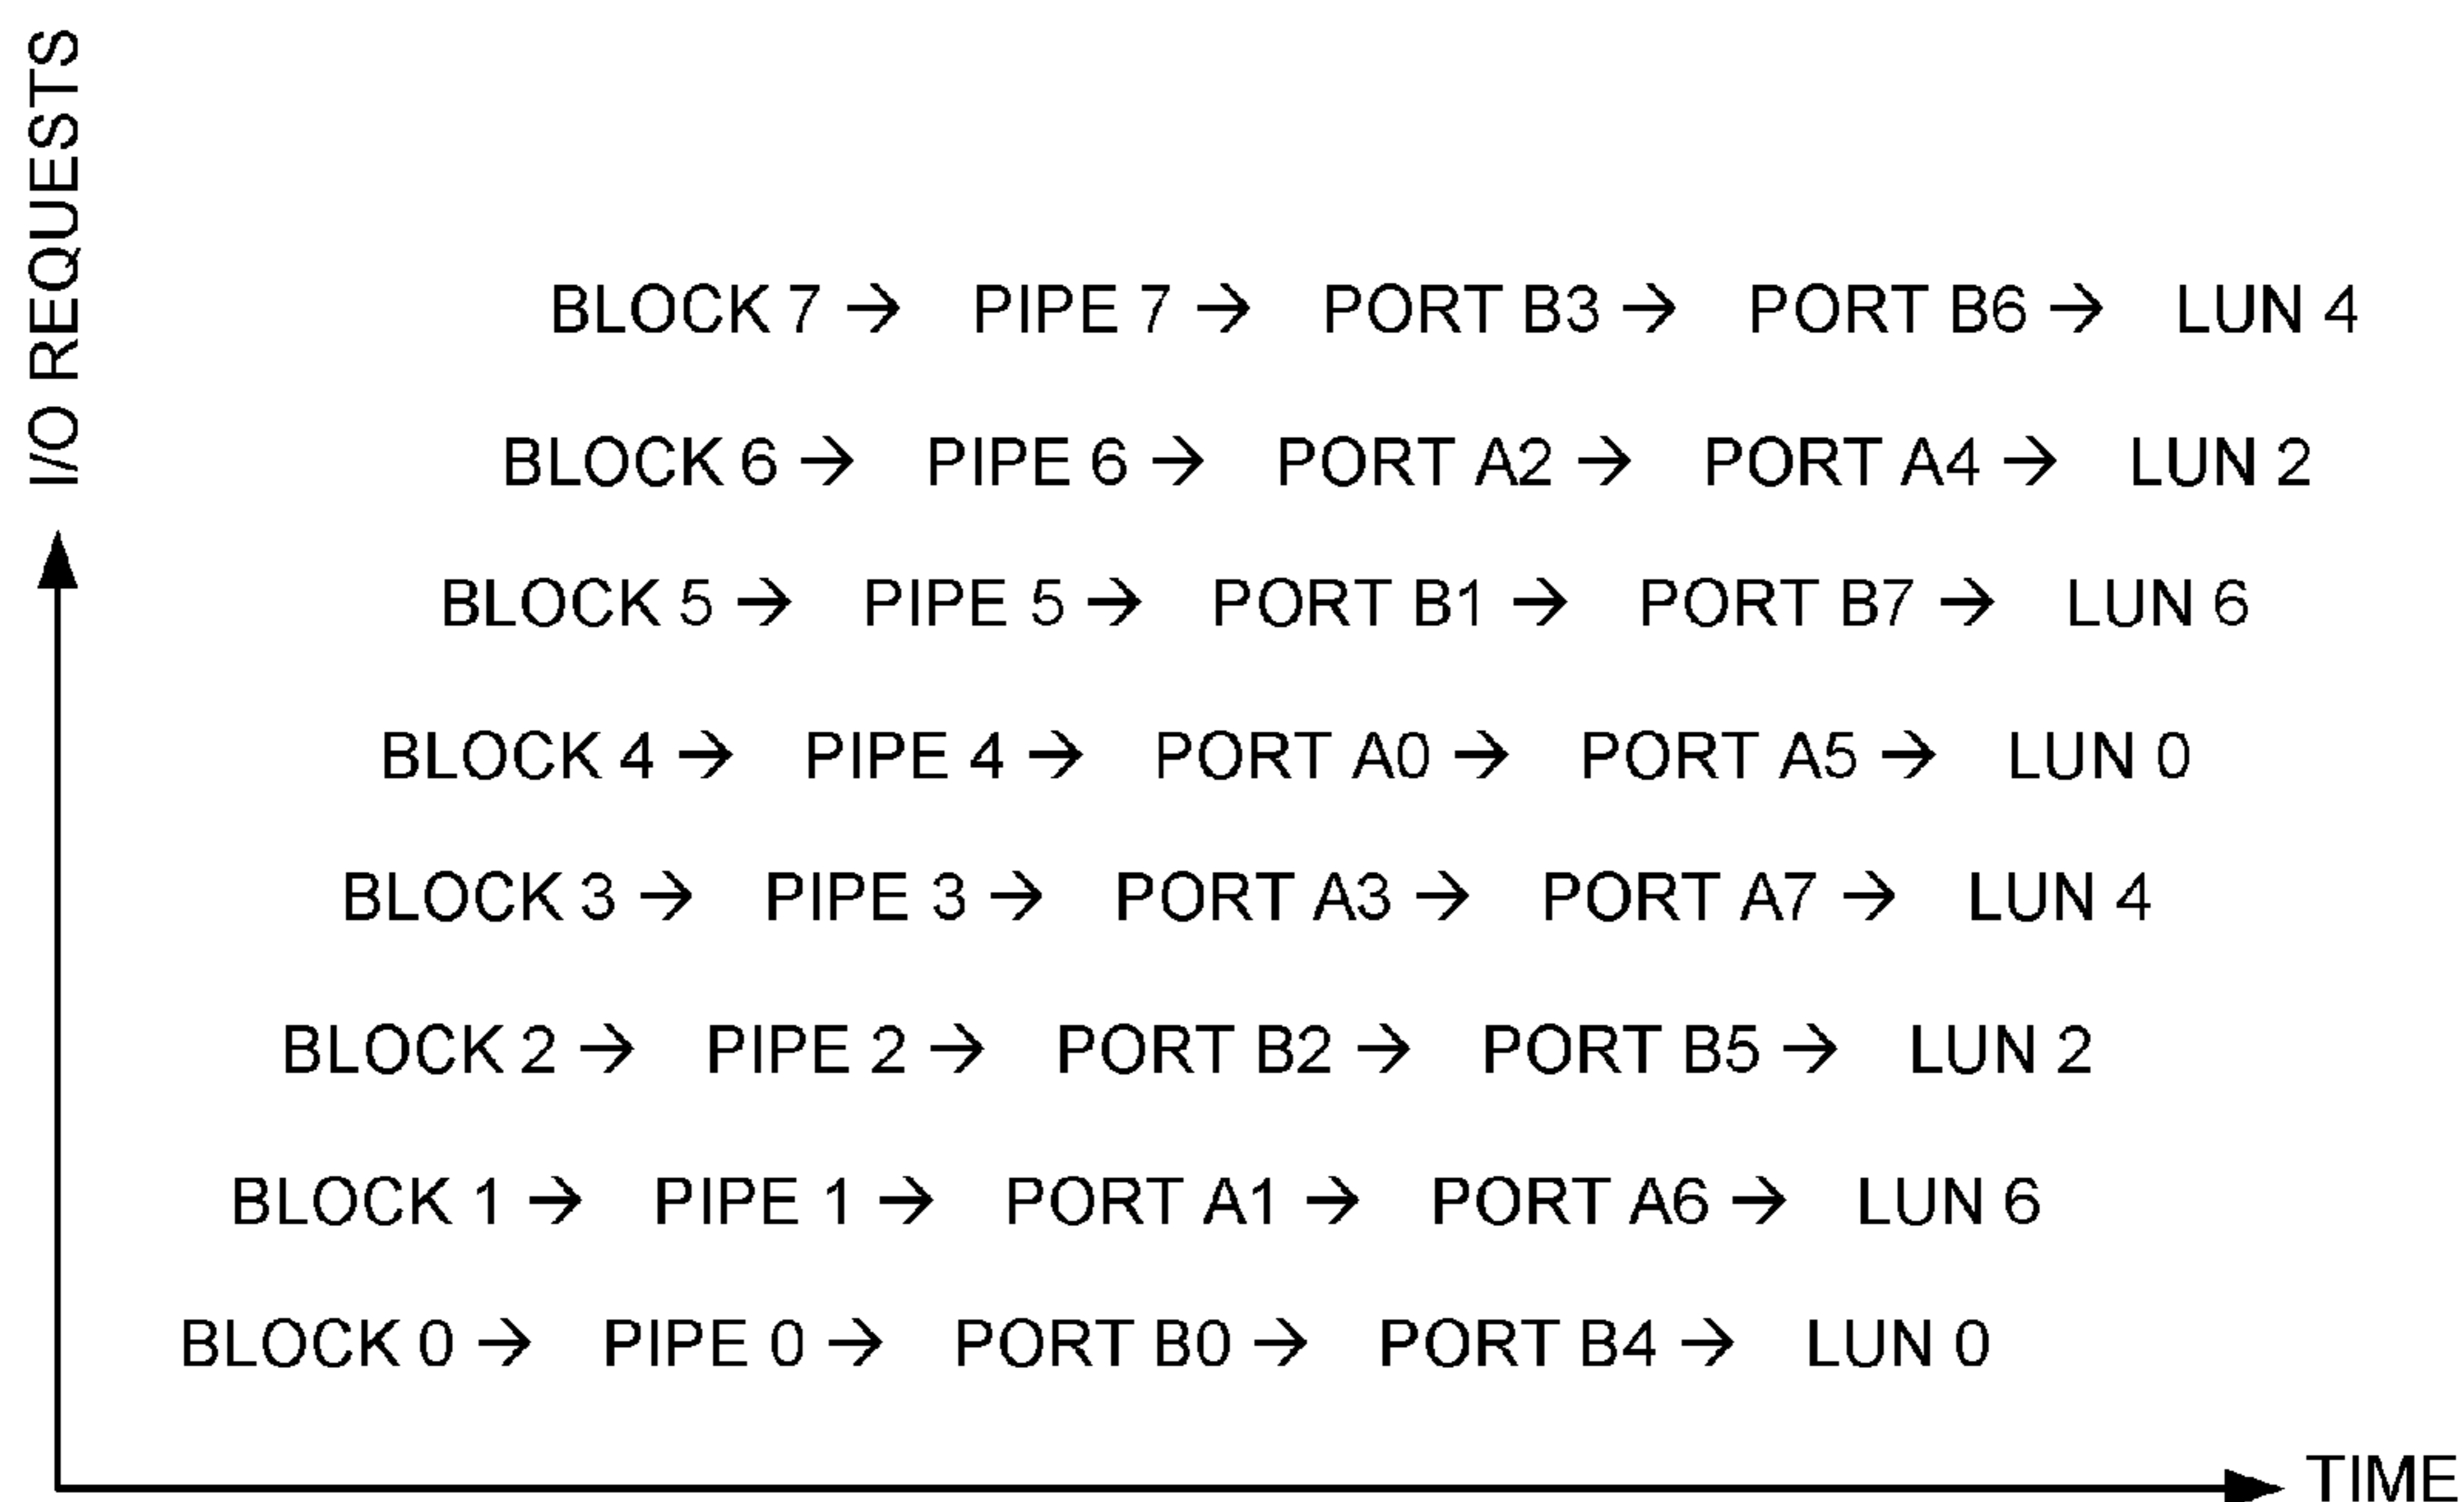 I/O REQUESTS
BLOCK 7 → PIPE 7 → PORT B3 → PORT B6 → LUN 4
BLOCK 6 → PIPE 6 → PORT A2 → PORT A4 → LUN 2
BLOCK 5 → PIPE 5 → PORT B1 → PORT B7 → LUN 6
BLOCK 4 → PIPE 4 → PORT A0 → PORT A5 → LUN 0
BLOCK 3 → PIPE 3 → PORT A3 → PORT A7 → LUN 4
BLOCK 2 → PIPE 2 → PORT B2 → PORT B5 → LUN 2
BLOCK 1 → PIPE 1 → PORT A1 → PORT A6 → LUN 6
BLOCK 0 → PIPE 0 → PORT B0 → PORT B4 → LUN 0
TIME